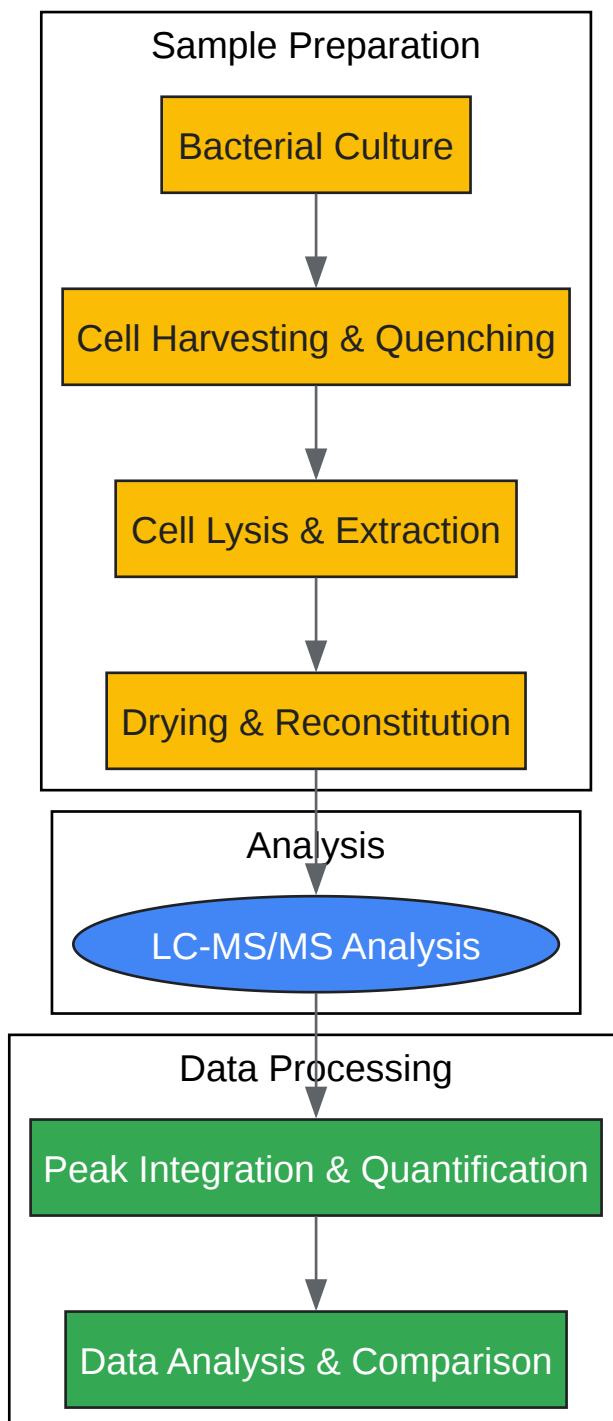 Sample Preparation
Bacterial Culture
Cell Harvesting & Quenching
Cell Lysis & Extraction
Drying & Reconstitution
Analysis
LC-MS/MS Analysis
Data Processing
Peak Integration & Quantification
Data Analysis & Comparison